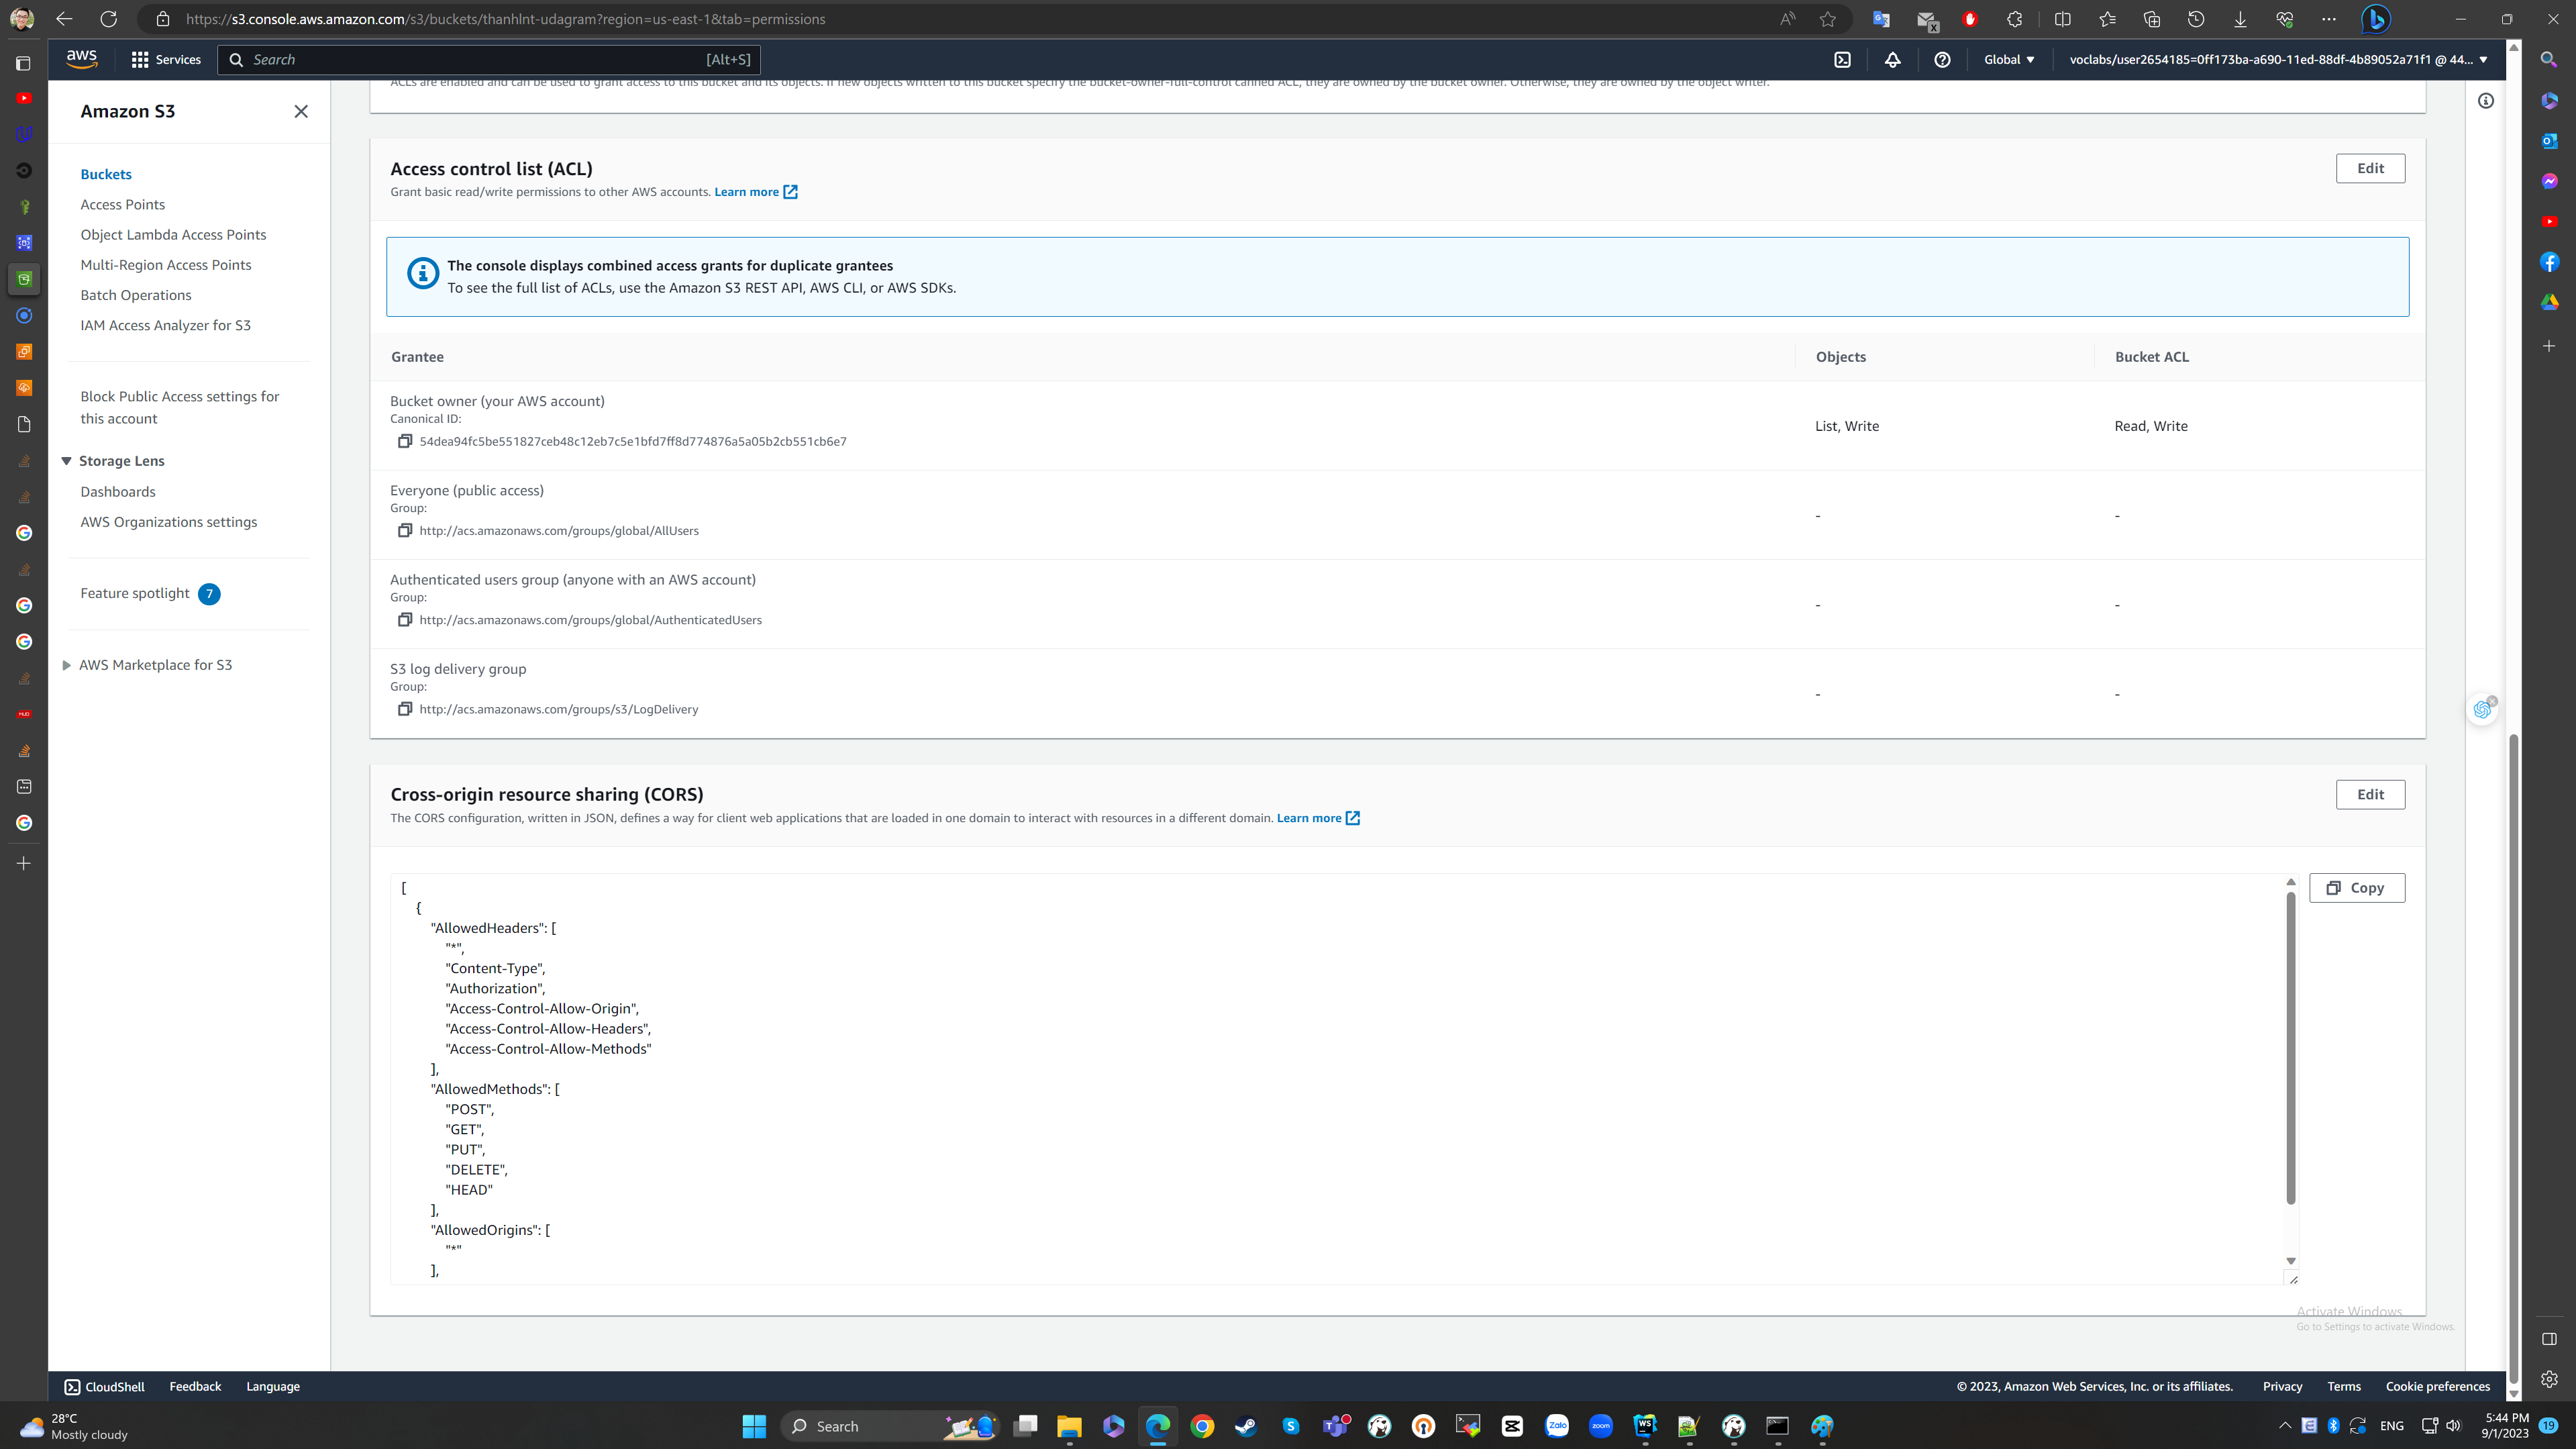 https://s3.console.aws.amazon.com/s3/buckets/thanhlnt-udagram?region=us-east-1&tab=permissions
aws
Services
Search
[Alt+S]
Global
voclabs/user2654185=0ff173ba-a690-11ed-88df-4b89052a71f1 @ 44...
Amazon S3
Buckets
Access Points
Object Lambda Access Points
Multi-Region Access Points
Batch Operations
IAM Access Analyzer for S3
Block Public Access settings for
this account
Storage Lens
Dashboards
AWS Organizations settings
Feature spotlight 7
AWS Marketplace for S3
ACLs are enabled and can be used to grant access to this bucket and its objects. If new objects written to this bucket specify the bucket-owner-full-control canned ACL, they are owned by the bucket owner. Otherwise, they are owned by the object writer.
Access control list (ACL)
Edit
Grant basic read/write permissions to other AWS accounts. Learn more
The console displays combined access grants for duplicate grantees
To see the full list of ACLs, use the Amazon S3 REST API, AWS CLI, or AWS SDKs.
Grantee Objects Bucket ACL
Bucket owner (your AWS account)
Canonical ID:
54dea94fc5be551827ceb48c12eb7c5e1bfd7ff8d774876a5a05b2cb551cb6e7
List, Write Read, Write
Everyone (public access)
Group:
http://acs.amazonaws.com/groups/global/AllUsers
- -
Authenticated users group (anyone with an AWS account)
Group:
http://acs.amazonaws.com/groups/global/AuthenticatedUsers
- -
S3 log delivery group
Group:
http://acs.amazonaws.com/groups/s3/LogDelivery
- -
Cross-origin resource sharing (CORS)
Edit
The CORS configuration, written in JSON, defines a way for client web applications that are loaded in one domain to interact with resources in a different domain. Learn more
Copy
[
{
"AllowedHeaders": [
"*",
"Content-Type",
"Authorization",
"Access-Control-Allow-Origin",
"Access-Control-Allow-Headers",
"Access-Control-Allow-Methods"
],
"AllowedMethods": [
"POST",
"GET",
"PUT",
"DELETE",
"HEAD"
],
"AllowedOrigins": [
"*"
],
Activate Windows
Go to Settings to activate Windows.
CloudShell Feedback Language
© 2023, Amazon Web Services, Inc. or its affiliates. Privacy Terms Cookie preferences
28°C
Mostly cloudy
Search
Zalo
zoom
WS
ENG
5:44 PM
9/1/2023
19